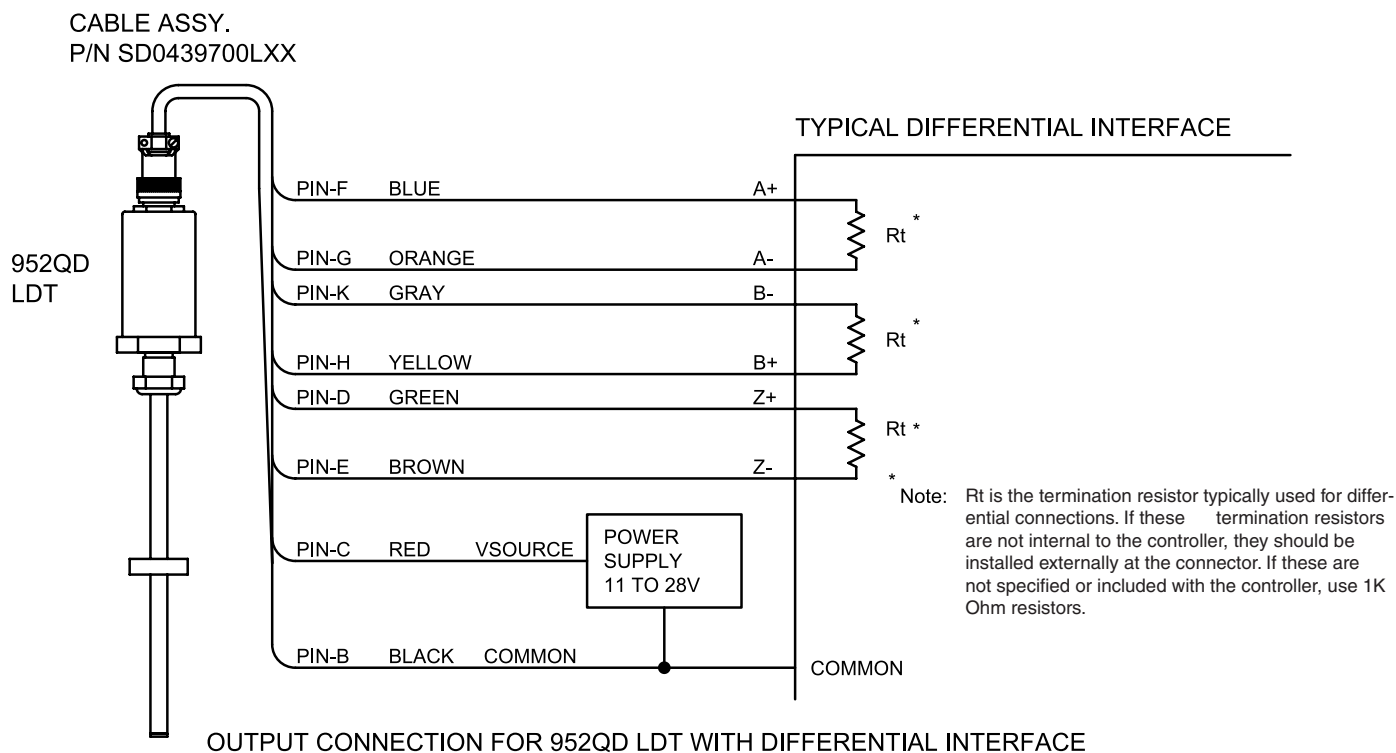 CABLE ASSY.
P/N SD0439700LXX
TYPICAL DIFFERENTIAL INTERFACE
952QD
LDT
PIN-F BLUE A+
Rt *
PIN-G ORANGE A-
PIN-K GRAY B-
Rt *
PIN-H YELLOW B+
PIN-D GREEN Z+
Rt *
PIN-E BROWN Z-
*
Note: Rt is the termination resistor typically used for differ-
ential connections. If these termination resistors
are not internal to the controller, they should be
installed externally at the connector. If these are
not specified or included with the controller, use 1K
Ohm resistors.
PIN-C RED VSOURCE
POWER
SUPPLY
11 TO 28V
PIN-B BLACK COMMON
COMMON
OUTPUT CONNECTION FOR 952QD LDT WITH DIFFERENTIAL INTERFACE